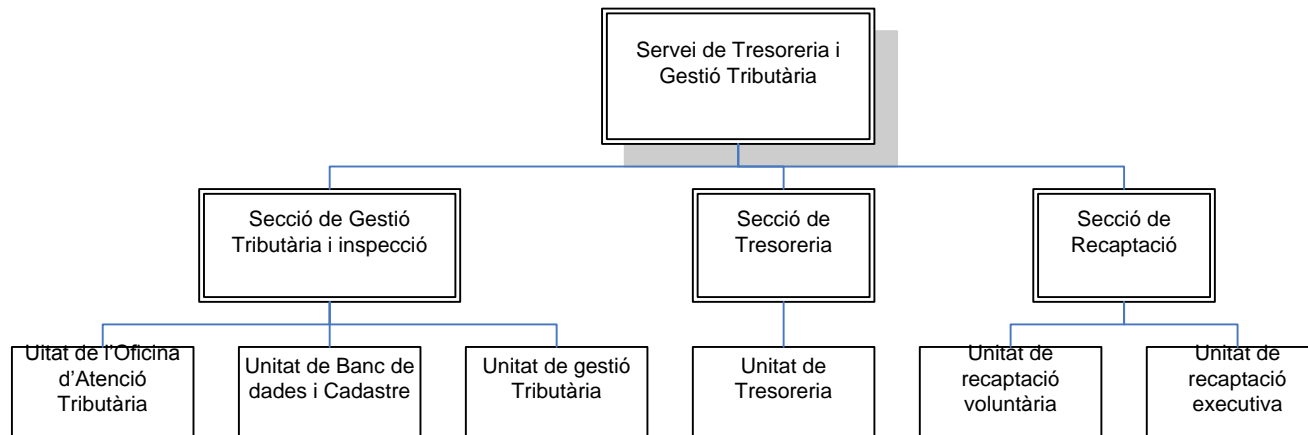 Servei de Tresoreria i
Gestió Tributària
Secció de Gestió
Tributària i inspecció
Secció de
Tresoreria
Secció de
Recaptació
Uitat de l'Oficina
d'Atenció
Tributària
Unitat de Banc de
dades i Cadastre
Unitat de gestió
Tributària
Unitat de
Tresoreria
Unitat de
recaptació
voluntària
Unitat de
recaptació
executiva